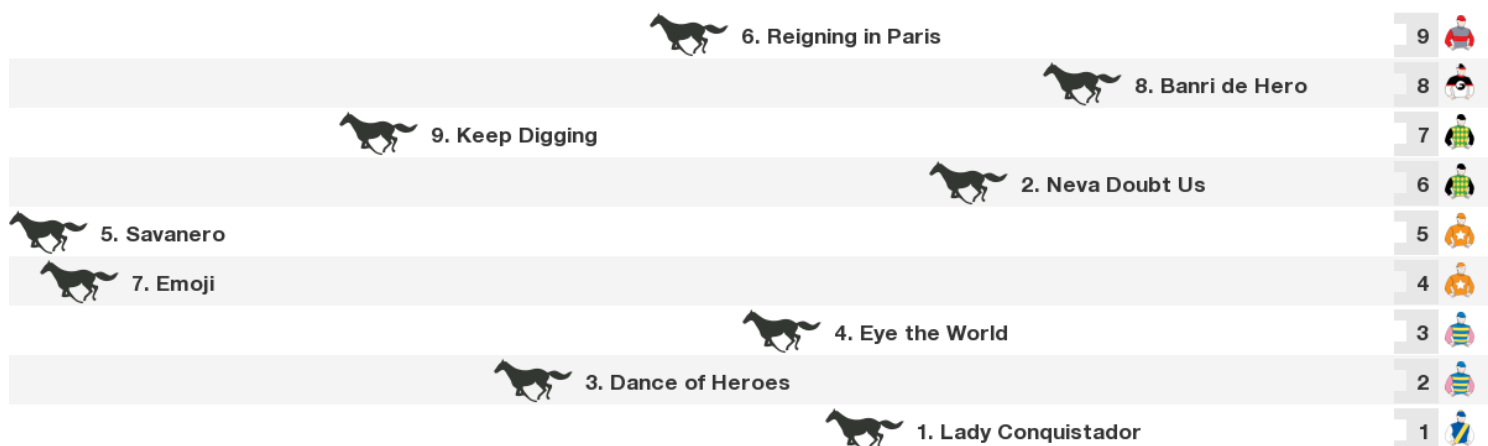 6. Reigning in Paris 9
8. Banri de Hero 8
9. Keep Digging 7
2. Neva Doubt Us 6
5. Savanero 5
7. Emoji 4
4. Eye the World 3
3. Dance of Heroes 2
1. Lady Conquistador 1